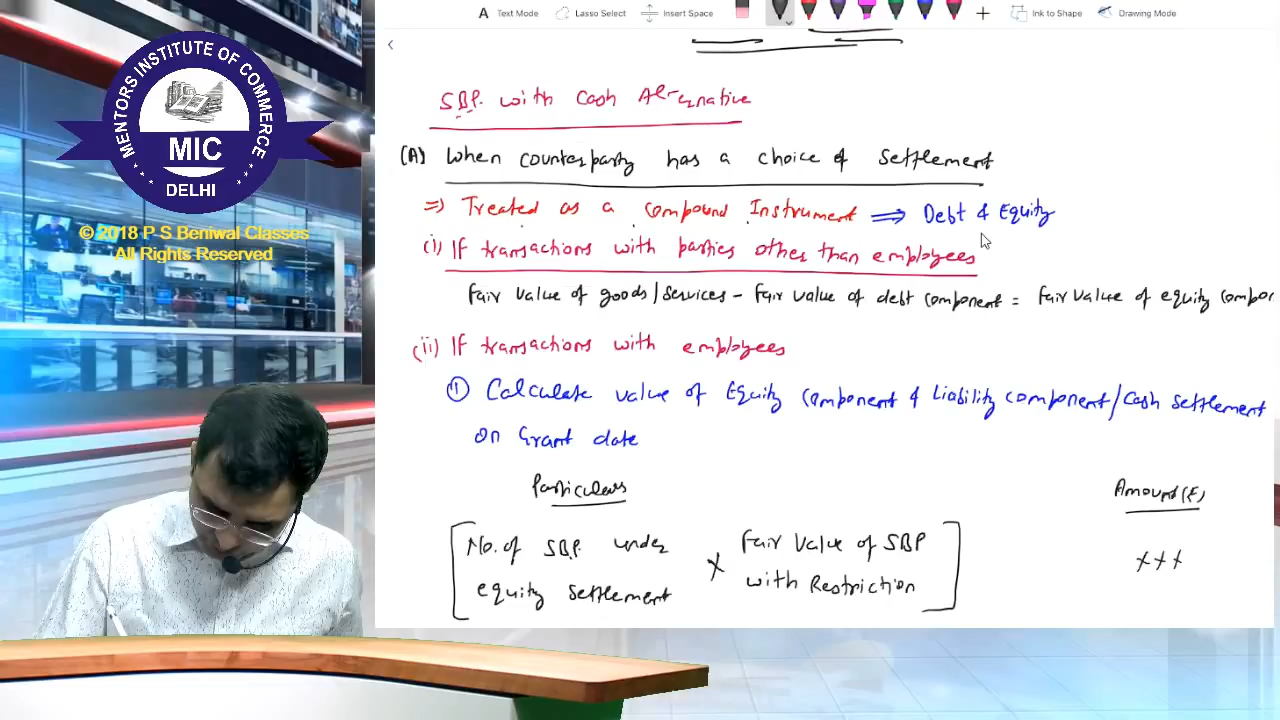 Text Mode Lasso Select Insert Space Ink to Shape Drawing Mode
MENTORS INSTITUTE OF COMMERCE
MIC
DELHI
© 2018 P S Beniwal Classes
All Rights Reserved
SBP with Cash Alternative
(A) When counterparty has a choice of Settlement
⇒ Treated as a compound Instrument ⇒ Debt & Equity
(i) If transactions with parties other than employees
Fair value of goods/services - Fair value of debt component = Fair value of equity compo
(ii) If transactions with employees
① Calculate value of Equity component & Liability component/Cash settlement
on Grant date
Particulars Amount(₹)
No. of SBP under × Fair Value of SBP
equity settlement with Restriction
×××